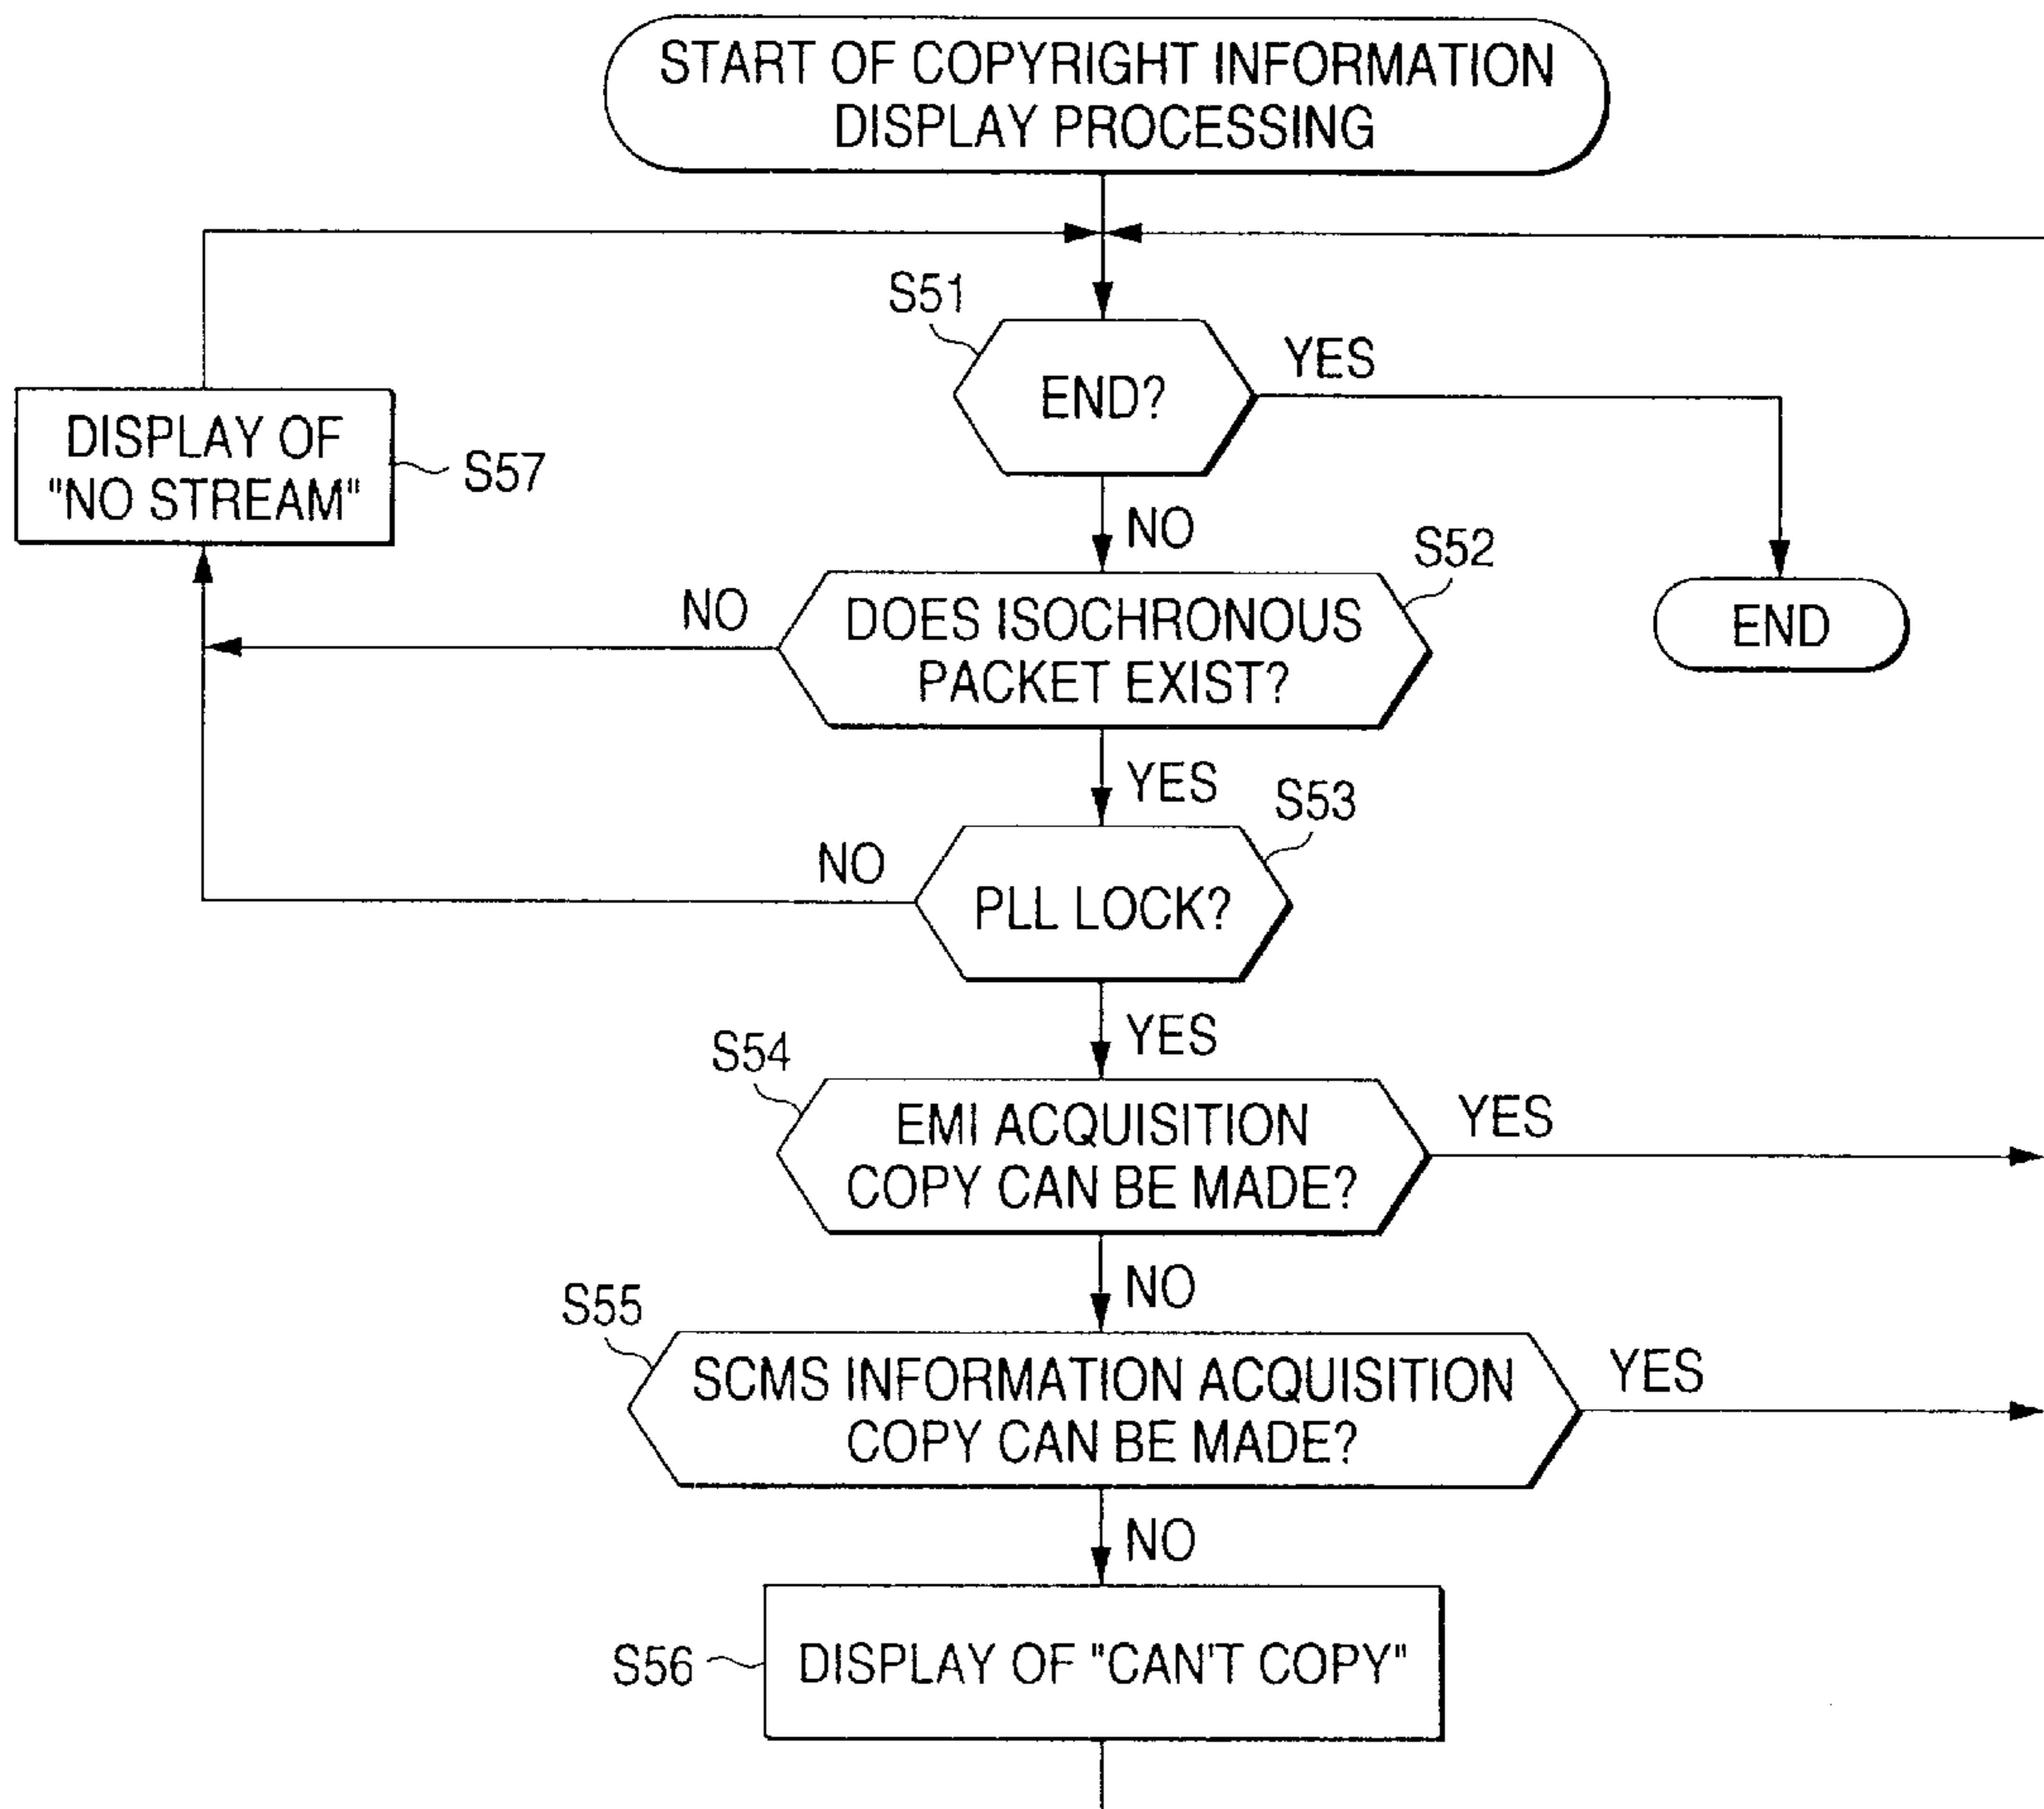 START OF COPYRIGHT INFORMATION
DISPLAY PROCESSING
S51
END?
YES
DISPLAY OF
"NO STREAM"
S57
NO
S52
DOES ISOCHRONOUS
PACKET EXIST?
NO
END
YES
S53
PLL LOCK?
NO
YES
S54
EMI ACQUISITION
COPY CAN BE MADE?
YES
NO
S55
SCMS INFORMATION ACQUISITION
COPY CAN BE MADE?
YES
NO
S56
DISPLAY OF "CAN'T COPY"